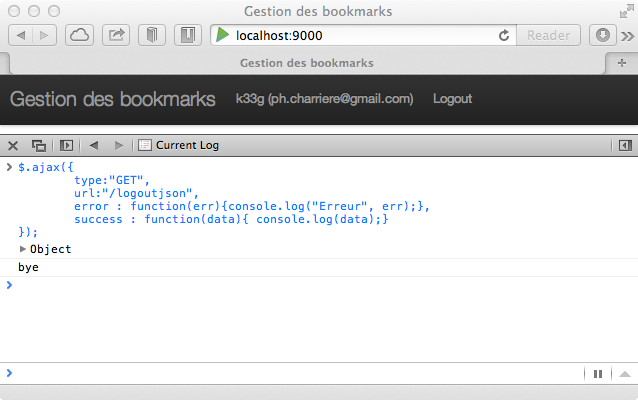 Gestion des bookmarks
localhost:9000
Reader
Gestion des bookmarks
Gestion des bookmarks k33g (ph.charriere@gmail.com) Logout
Current Log
$.ajax({
type:"GET",
url:"/logoutjson",
error : function(err){console.log("Erreur", err);},
success : function(data){ console.log(data);}
});
Object
bye